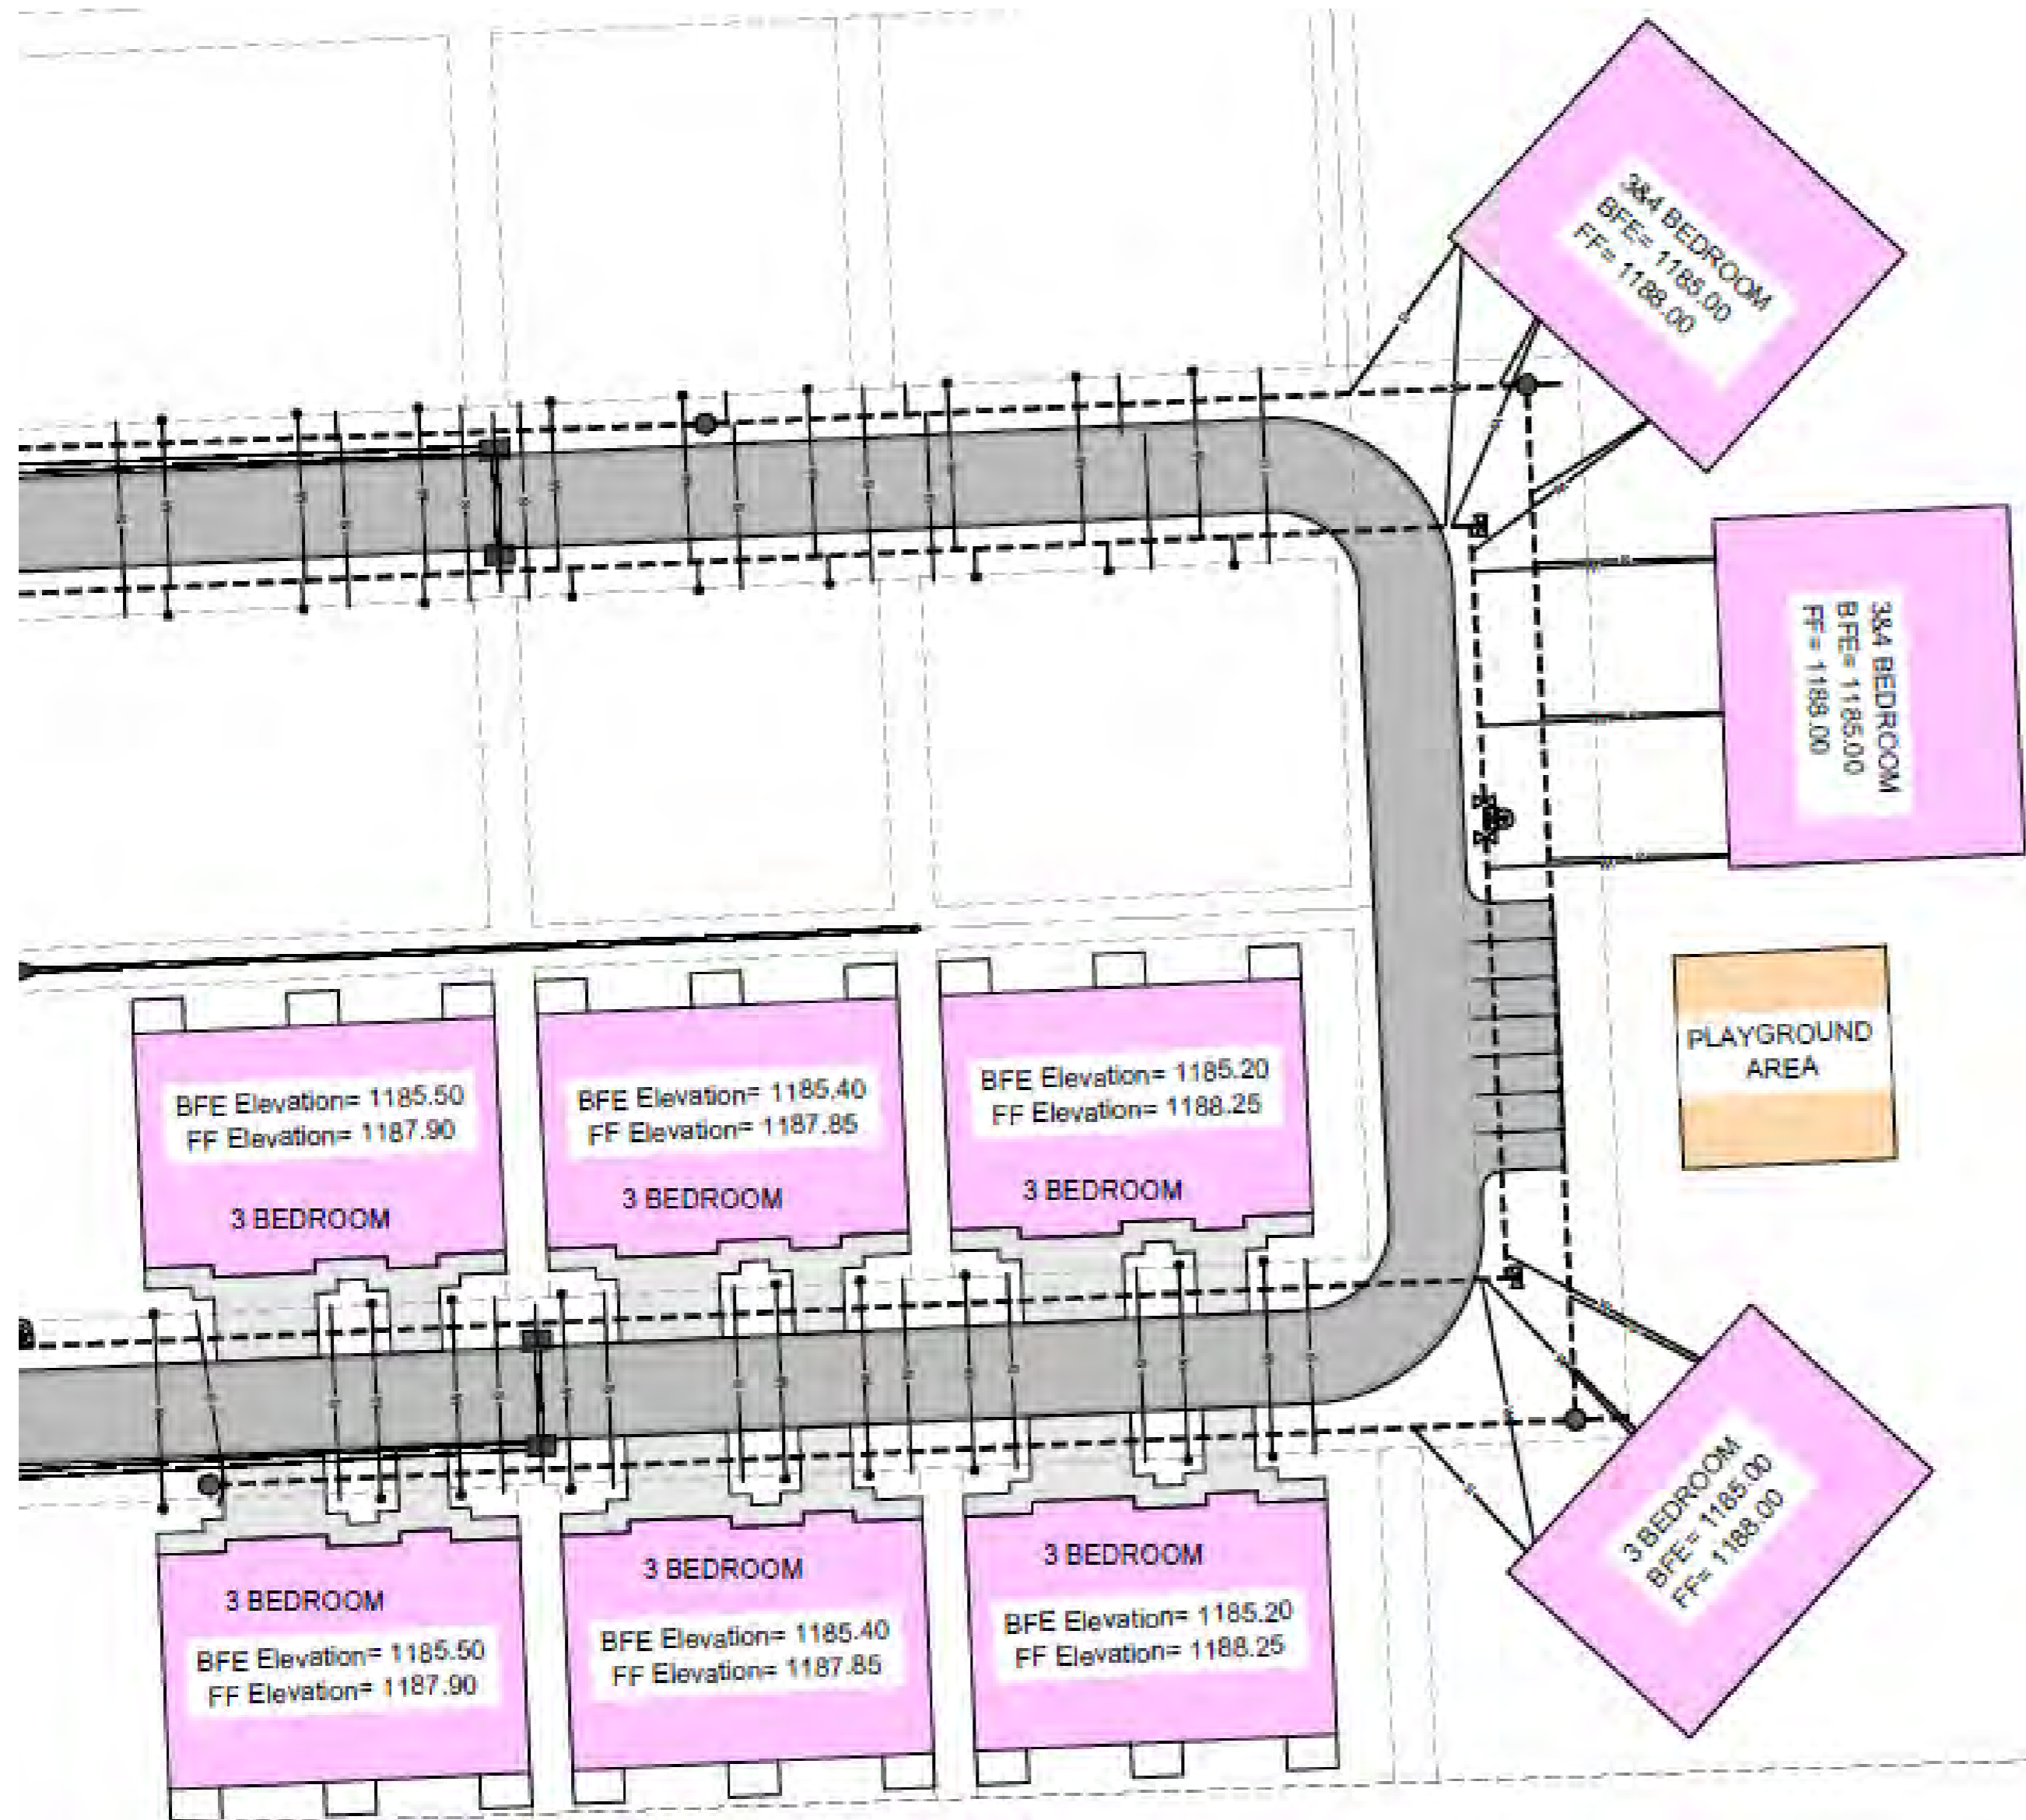 3&4 BEDROOM
BFE= 1185.00
FF= 1188.00
3&4 BEDROOM
BFE= 1185.00
FF= 1188.00
PLAYGROUND
AREA
BFE Elevation= 1185.50
FF Elevation= 1187.90
3 BEDROOM
BFE Elevation= 1185.40
FF Elevation= 1187.85
3 BEDROOM
BFE Elevation= 1185.20
FF Elevation= 1188.25
3 BEDROOM
3 BEDROOM
BFE Elevation= 1185.50
FF Elevation= 1187.90
3 BEDROOM
BFE Elevation= 1185.40
FF Elevation= 1187.85
3 BEDROOM
BFE Elevation= 1185.20
FF Elevation= 1188.25
3 BEDROOM
BFE= 1185.00
FF= 1188.00